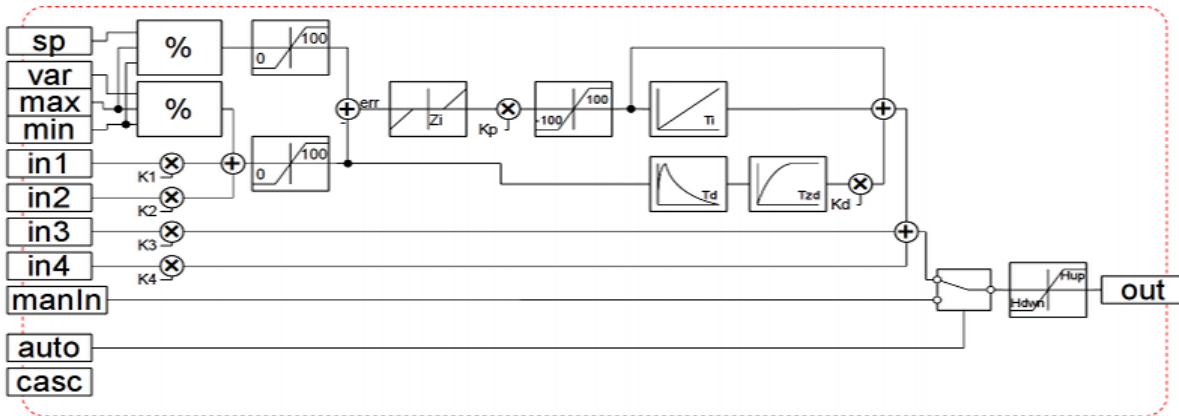 sp
%
0 100
var
max
min
%
err
Zi
Kp
-100 100
Ti
in1
K1
0 100
in2
K2
Td
Tzd
Kd
in3
K3
in4
K4
manIn
Hdwn Hup
out
auto
casc
-